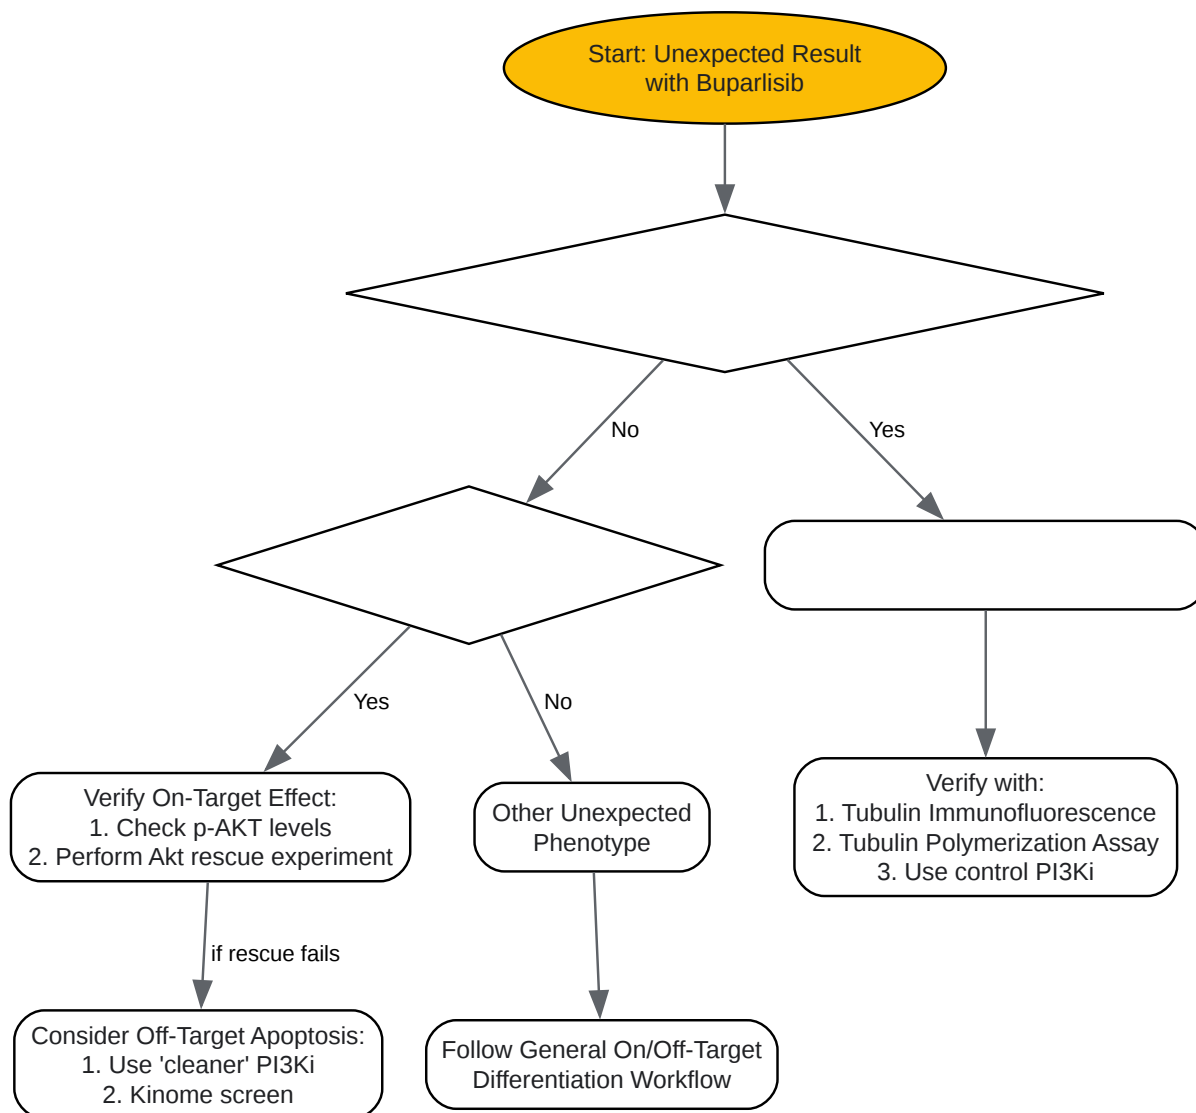 Start: Unexpected Result
with Buparlisib
No
Yes
Yes
No
Verify On-Target Effect:
1. Check p-AKT levels
2. Perform Akt rescue experiment
Other Unexpected
Phenotype
Verify with:
1. Tubulin Immunofluorescence
2. Tubulin Polymerization Assay
3. Use control PI3Ki
if rescue fails
Consider Off-Target Apoptosis:
1. Use 'cleaner' PI3Ki
2. Kinome screen
Follow General On/Off-Target
Differentiation Workflow